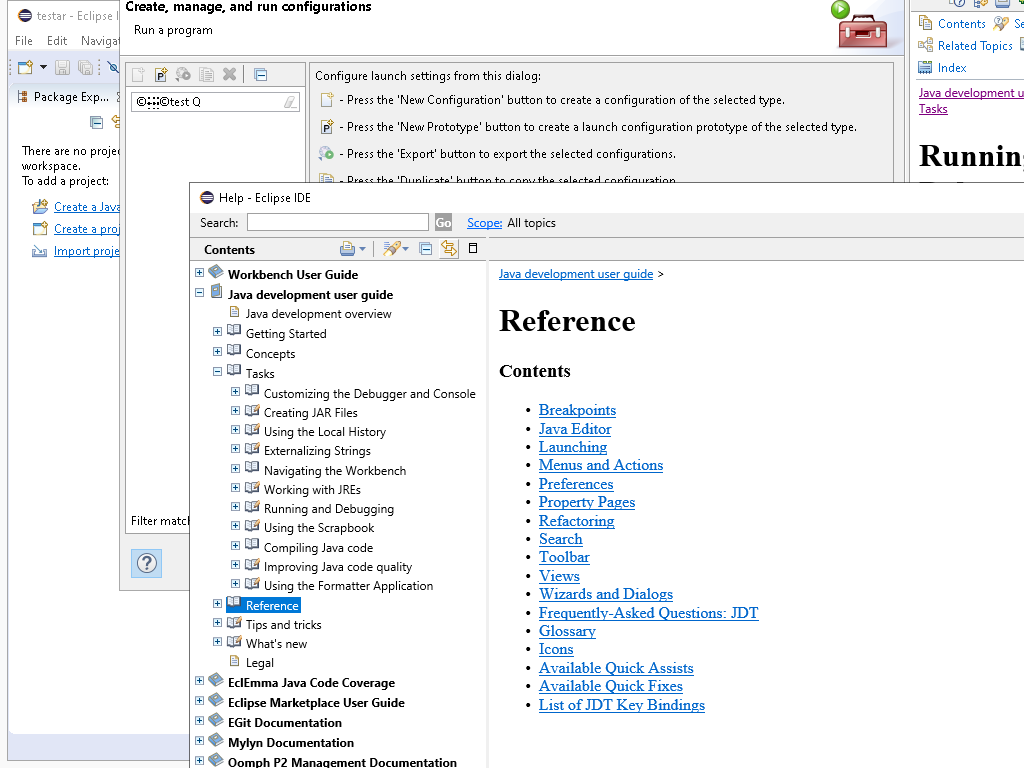 testar - Eclipse I
File Edit Navigat
Package Exp...
There are no projec
workspace.
To add a project:
Create a Java
Create a proj
Import proje
Create, manage, and run configurations
Run a program
test Q
Filter match
Configure launch settings from this dialog:
- Press the 'New Configuration' button to create a configuration of the selected type.
- Press the 'New Prototype' button to create a launch configuration prototype of the selected type.
- Press the 'Export' button to export the selected configurations.
- Press the 'Duplicate' button to copy the selected configuration.
Contents Se
Related Topics
Index
Java development u
Tasks
Running
Help - Eclipse IDE
Search: Go Scope: All topics
Contents
Workbench User Guide
Java development user guide
Java development overview
Getting Started
Concepts
Tasks
Customizing the Debugger and Console
Creating JAR Files
Using the Local History
Externalizing Strings
Navigating the Workbench
Working with JREs
Running and Debugging
Using the Scrapbook
Compiling Java code
Improving Java code quality
Using the Formatter Application
Reference
Tips and tricks
What's new
Legal
EclEmma Java Code Coverage
Eclipse Marketplace User Guide
EGit Documentation
Mylyn Documentation
Oomph P2 Management Documentation
Java development user guide >
Reference
Contents
• Breakpoints
• Java Editor
• Launching
• Menus and Actions
• Preferences
• Property Pages
• Refactoring
• Search
• Toolbar
• Views
• Wizards and Dialogs
• Frequently-Asked Questions: JDT
• Glossary
• Icons
• Available Quick Assists
• Available Quick Fixes
• List of JDT Key Bindings